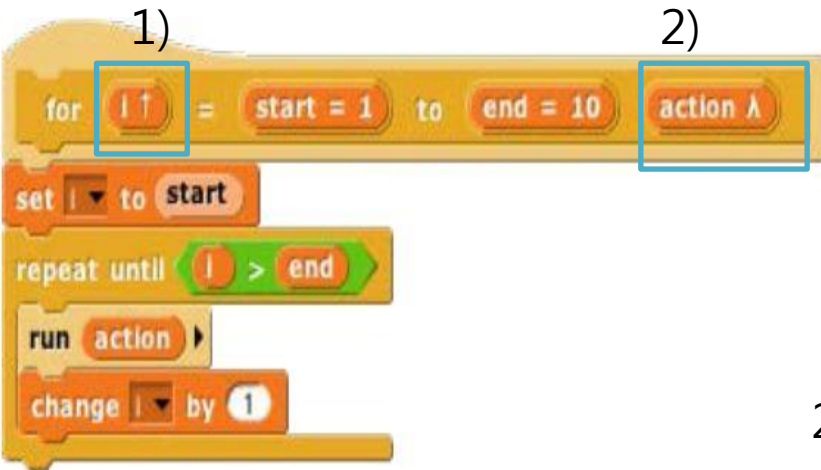 1) 2)
for i ↑ = start = 1 to end = 10 action λ
set i to start
repeat until i > end
run action
change i by 1